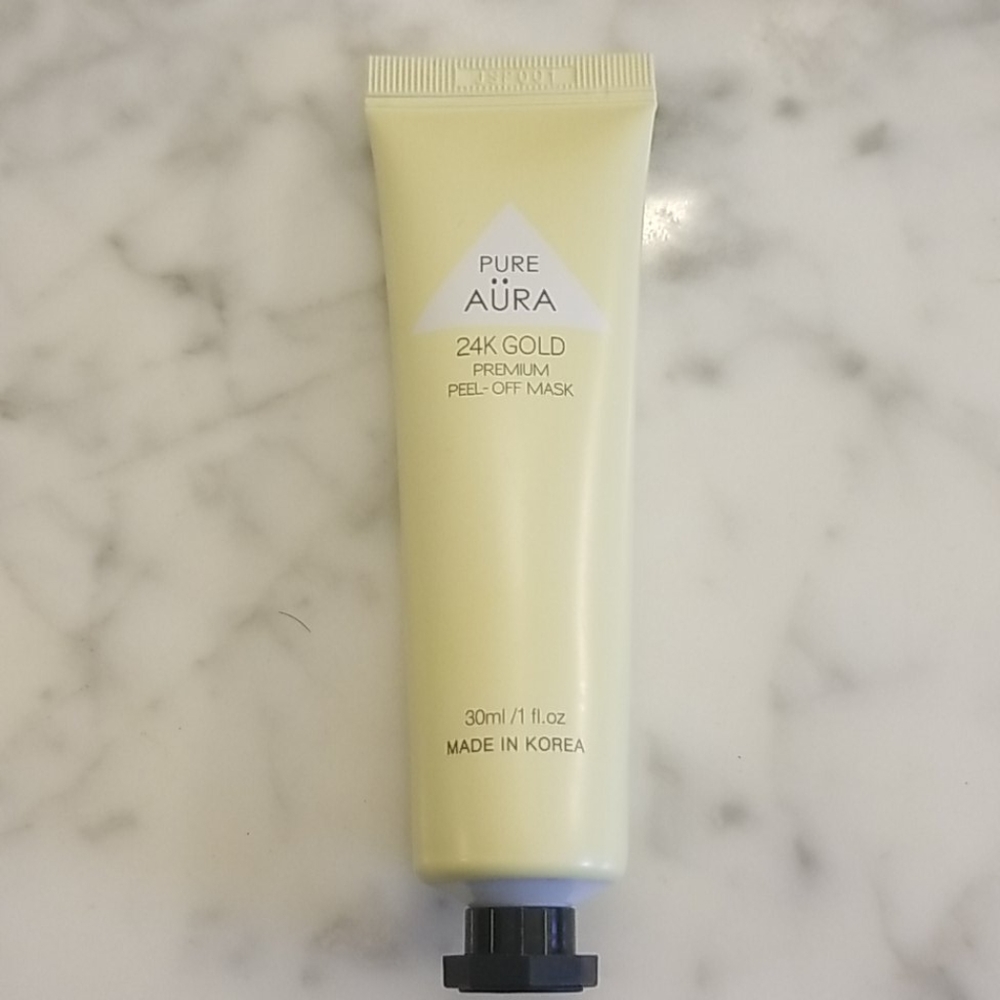 PURE
AÜRA
24K GOLD
PREMIUM
PEEL-OFF MASK
30ml /1 fl.oz
MADE IN KOREA